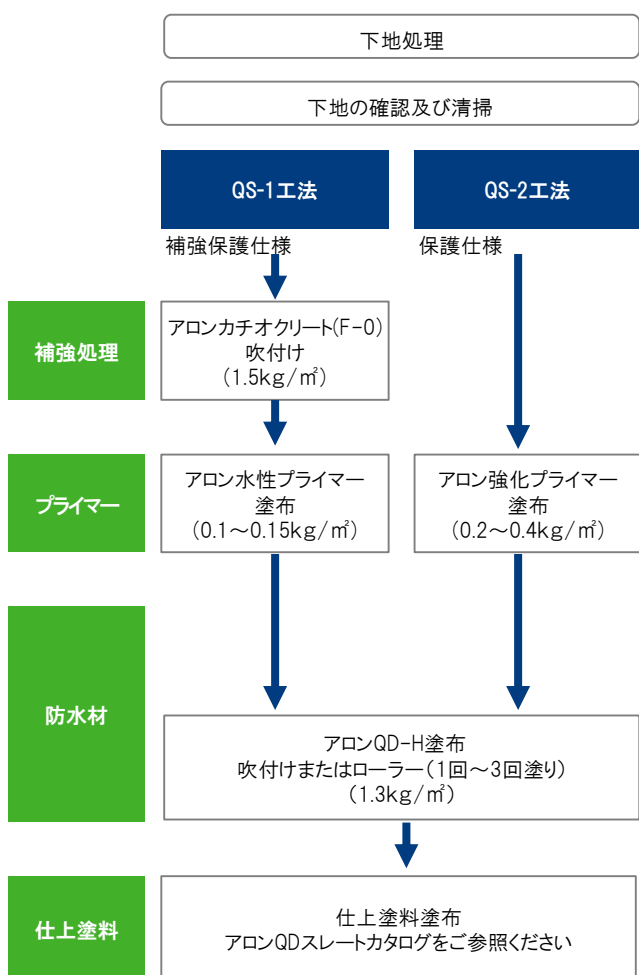 下地処理
下地の確認及び清掃
QS-1工法
QS-2工法
補強保護仕様
保護仕様
補強処理
アロンカチオクリート(F-0)
吹付け
(1.5kg/㎡)
プライマー
アロン水性プライマー
塗布
(0.1～0.15kg/㎡)
アロン強化プライマー
塗布
(0.2～0.4kg/㎡)
防水材
アロンQD-H塗布
吹付けまたはローラー(1回～3回塗り)
(1.3kg/㎡)
仕上塗料
仕上塗料塗布
アロンQDスレートカタログをご参照ください